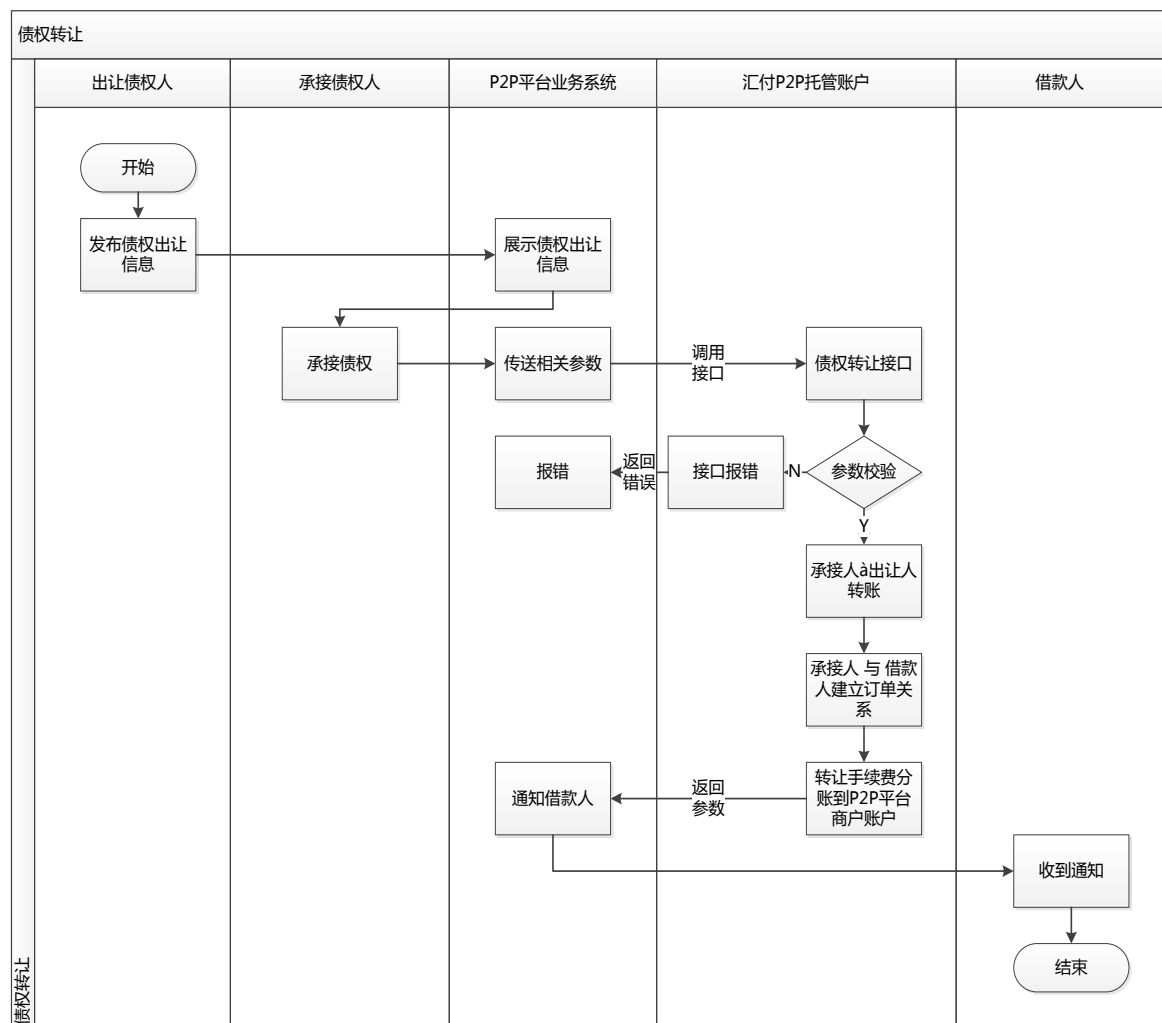 债权转让
出让债权人
承接债权人
P2P平台业务系统
汇付P2P托管账户
借款人
开始
发布债权出让
信息
展示债权出让
信息
承接债权
传送相关参数
调用
接口
债权转让接口
报错
返回
错误
接口报错
N
参数校验
Y
承接人à出让人
转账
承接人 与 借款
人建立订单关
系
通知借款人
返回
参数
转让手续费分
账到P2P平台
商户账户
收到通知
结束
债权转让